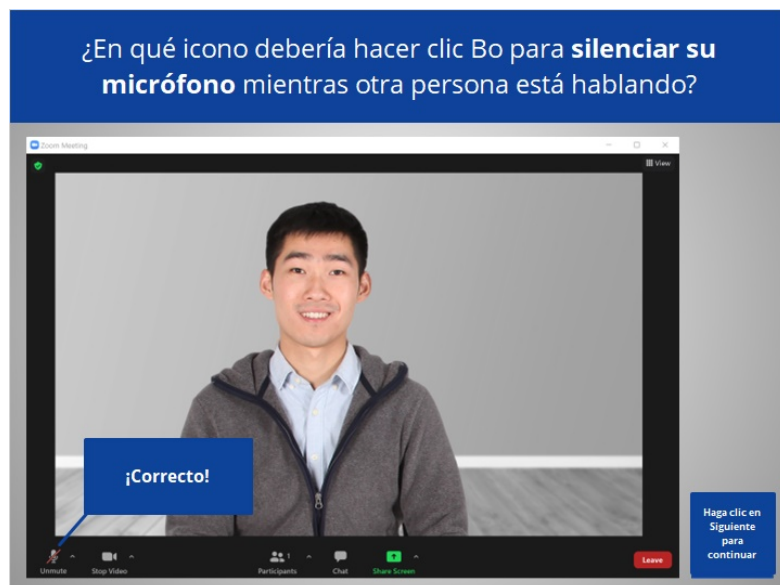 ¿En qué icono debería hacer clic Bo para silenciar su
micrófono mientras otra persona está hablando?
Zoom Meeting
View
¡Correcto!
Haga clic en
Siguiente
para
continuar
Unmute
Stop Video
Participants
1
Chat
Share Screen
Leave